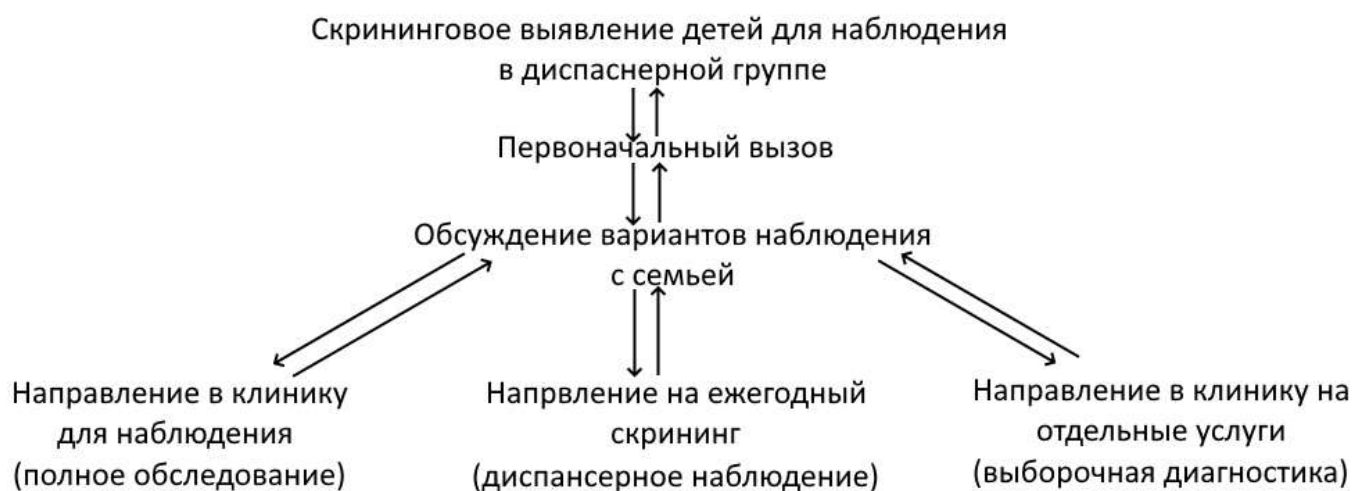 Скрининговое выявление детей для наблюдения
в диспаснерной группе
Первоначальный вызов
Обсуждение вариантов наблюдения
с семьей
Направление в клинику
для наблюдения
(полное обследование)
Напрвление на ежегодный
скрининг
(диспансерное наблюдение)
Направление в клинику на
отдельные услуги
(выборочная диагностика)